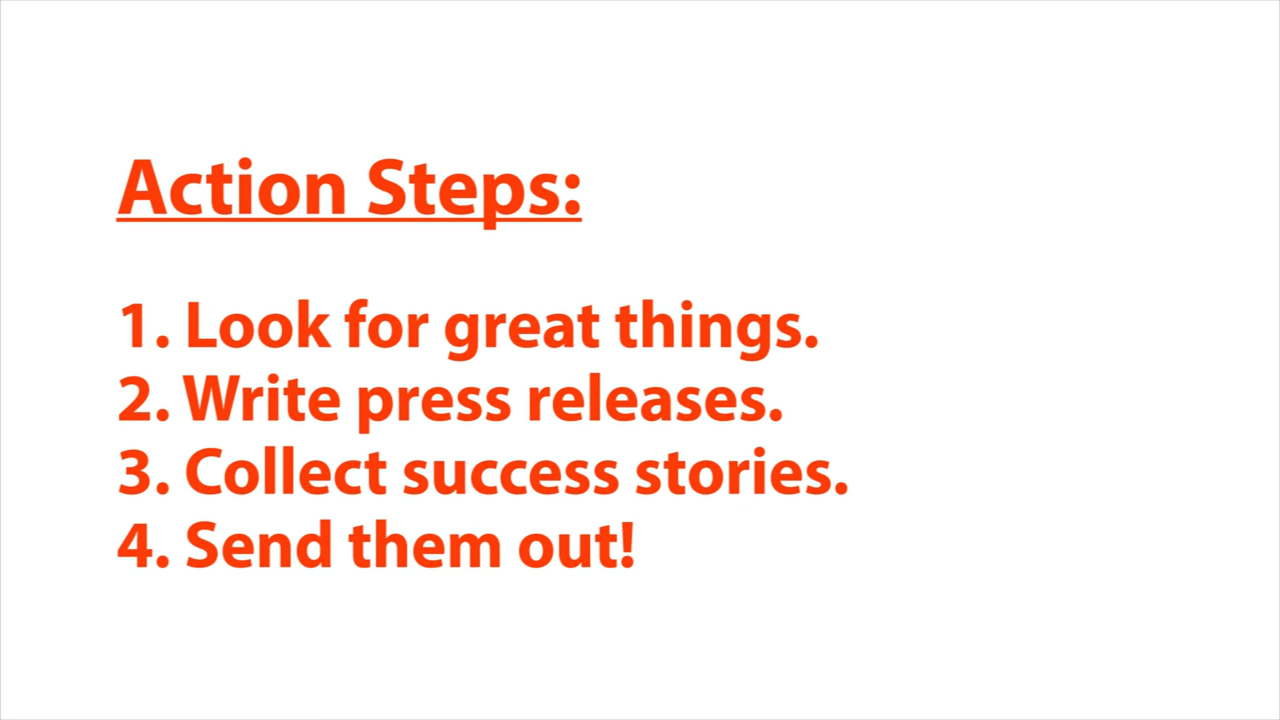 Action Steps:
1. Look for great things.
2. Write press releases.
3. Collect success stories.
4. Send them out!